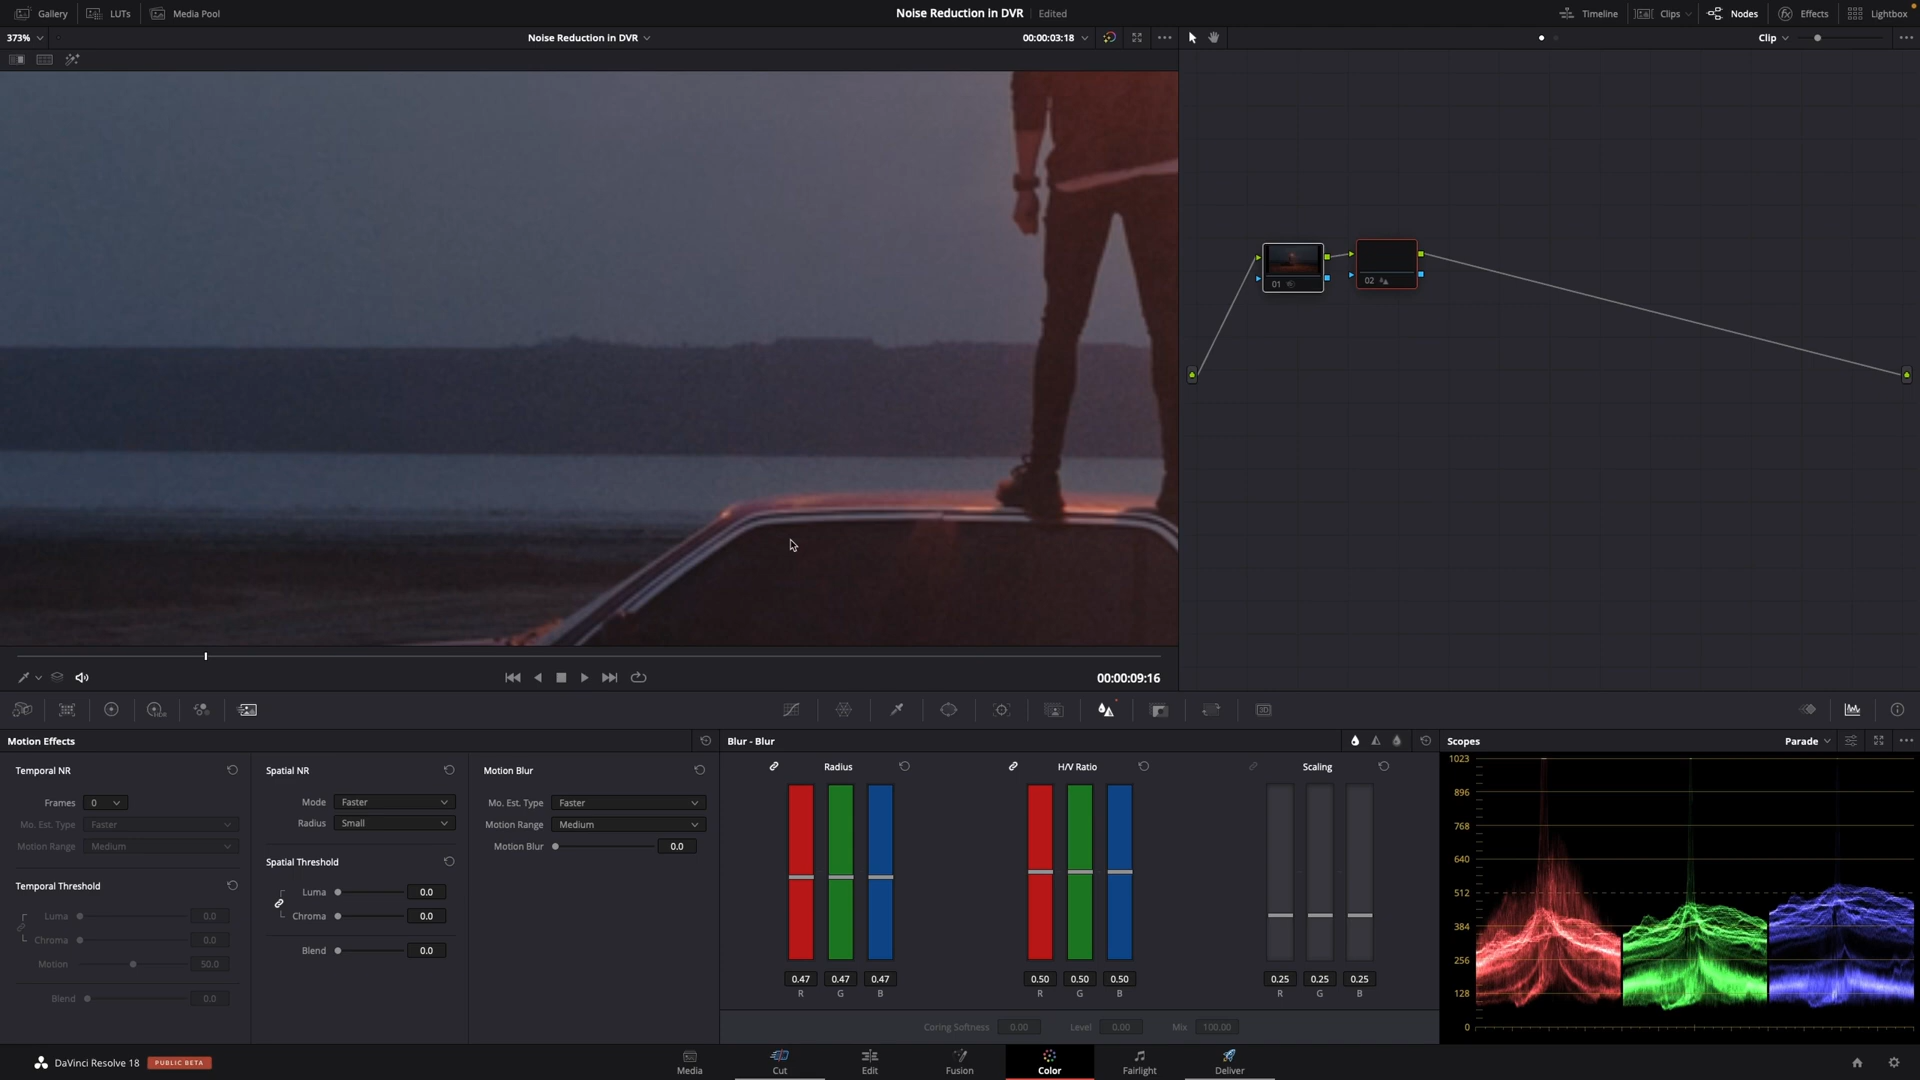 Gallery LUTs Media Pool Noise Reduction in DVR Edited Timeline Clips Nodes Effects Lightbox
373% Noise Reduction in DVR 00:00:03:18 Clip
01 02
00:00:09:16
Motion Effects
Temporal NR
Frames 0
Mo. Est. Type Faster
Motion Range Medium
Temporal Threshold
Luma 0.0
Chroma 0.0
Motion 50.0
Blend 0.0
Spatial NR
Mode Faster
Radius Small
Spatial Threshold
Luma 0.0
Chroma 0.0
Blend 0.0
Motion Blur
Mo. Est. Type Faster
Motion Range Medium
Motion Blur 0.0
Blur - Blur
Radius H/V Ratio Scaling
0.47 0.47 0.47 0.50 0.50 0.50 0.25 0.25 0.25
R G B R G B R G B
Coring Softness 0.00 Level 0.00 Mix 100.00
Scopes Parade
1023
896
768
640
512
384
256
128
0
HDR
3D
DaVinci Resolve 18 PUBLIC BETA
Media Cut Edit Fusion Color Fairlight Deliver